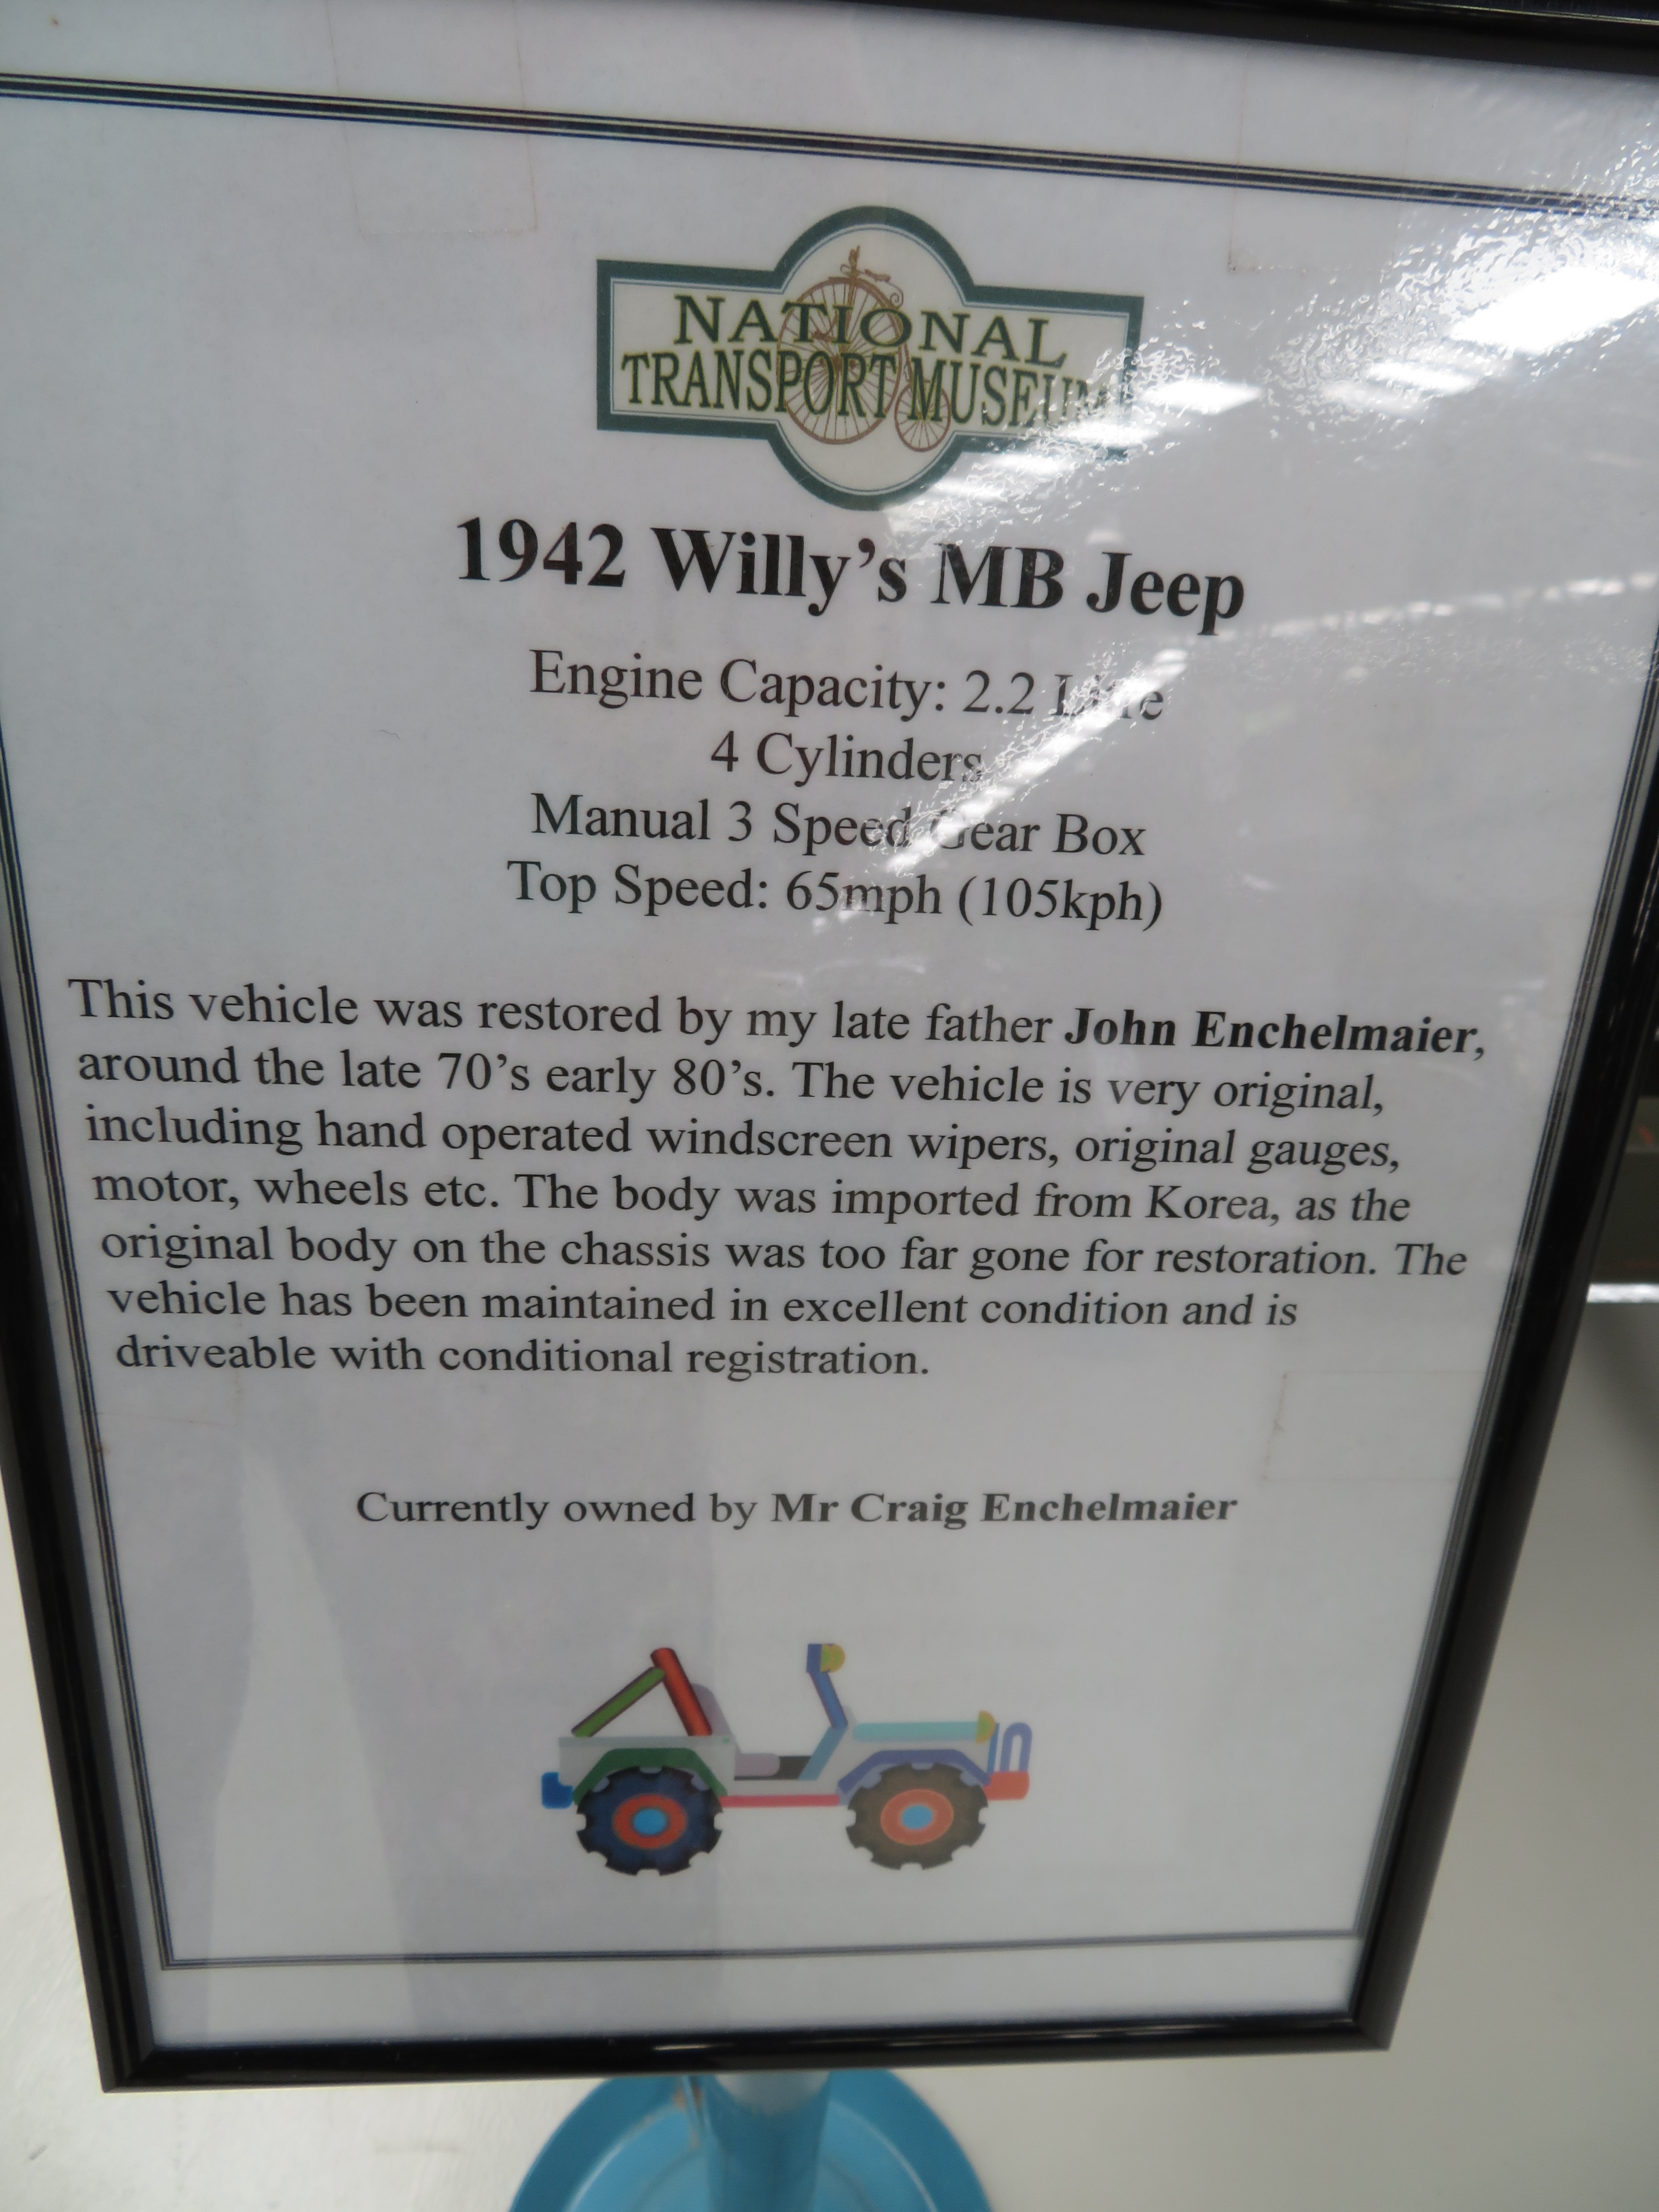 NATIONAL
TRANSPORT MUSEUM
1942 Willy's MB Jeep
Engine Capacity: 2.2 Litre
4 Cylinders
Manual 3 Speed Gear Box
Top Speed: 65mph (105kph)
This vehicle was restored by my late father John Enchelmaier,
around the late 70's early 80's. The vehicle is very original,
including hand operated windscreen wipers, original gauges,
motor, wheels etc. The body was imported from Korea, as the
original body on the chassis was too far gone for restoration. The
vehicle has been maintained in excellent condition and is
driveable with conditional registration.
Currently owned by Mr Craig Enchelmaier